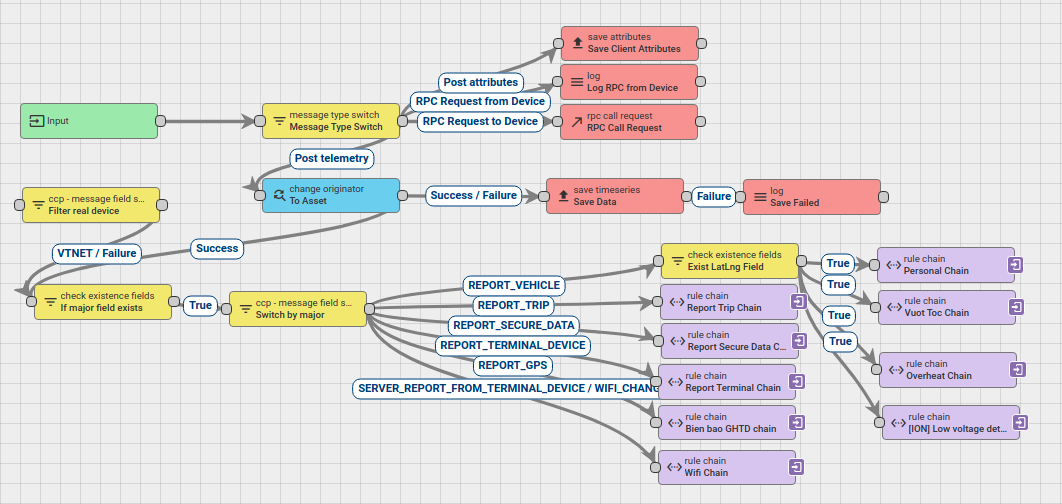 save attributes
Save Client Attributes
Post attributes
log
Log RPC from Device
RPC Request from Device
Input
message type switch
Message Type Switch
RPC Request to Device
rpc call request
RPC Call Request
Post telemetry
change originator
To Asset
Success / Failure
save timeseries
Save Data
Failure
log
Save Failed
ccp - message field s...
Filter real device
VTNET / Failure
Success
check existence fields
Exist LatLng Field
True
rule chain
Personal Chain
True
REPORT_VEHICLE
check existence fields
If major field exists
True
ccp - message field s...
Switch by major
REPORT_TRIP
rule chain
Report Trip Chain
rule chain
Vuot Toc Chain
True
REPORT_SECURE_DATA
rule chain
Report Secure Data C...
True
REPORT_TERMINAL_DEVICE
REPORT_GPS
rule chain
Report Terminal Chain
rule chain
Overheat Chain
SERVER_REPORT_FROM_TERMINAL_DEVICE / WIFI_CHANG
rule chain
Bien bao GHTD chain
rule chain
[ION] Low voltage det...
rule chain
Wifi Chain